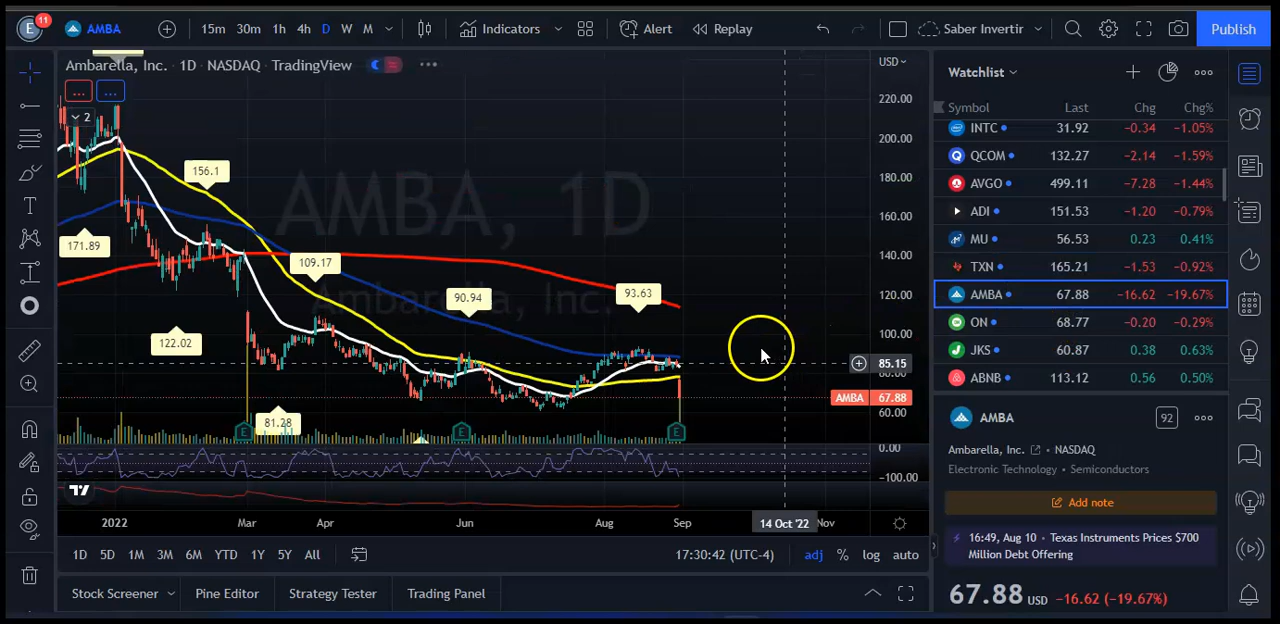 E 11 AMBA 15m 30m 1h 4h D W M Indicators Alert Replay Saber Invertir Publish
Ambarella, Inc. · 1D · NASDAQ · TradingView
... ...
2
AMBA, 1D
Ambarella, Inc.
171.89
156.1
122.02
109.17
81.28
90.94
93.63
E E E
USD
220.00
200.00
180.00
160.00
140.00
120.00
100.00
85.15
80.00
AMBA 67.88
60.00
0.00
-100.00
2022 Mar Apr Jun Aug Sep 14 Oct '22 Nov
1D 5D 1M 3M 6M YTD 1Y 5Y All 17:30:42 (UTC-4) adj % log auto
Stock Screener Pine Editor Strategy Tester Trading Panel
Watchlist
Symbol Last Chg Chg%
INTC 31.92 −0.34 −1.05%
QCOM 132.27 −2.14 −1.59%
AVGO 499.11 −7.28 −1.44%
ADI 151.53 −1.20 −0.79%
MU 56.53 0.23 0.41%
TXN 165.21 −1.53 −0.92%
AMBA 67.88 −16.62 −19.67%
ON 68.77 −0.20 −0.29%
JKS 60.87 0.38 0.63%
ABNB 113.12 0.56 0.50%
AMBA 92
Ambarella, Inc. · NASDAQ
Electronic Technology · Semiconductors
Add note
16:49, Aug 10 · Texas Instruments Prices $700
Million Debt Offering
67.88 USD −16.62 (−19.67%)